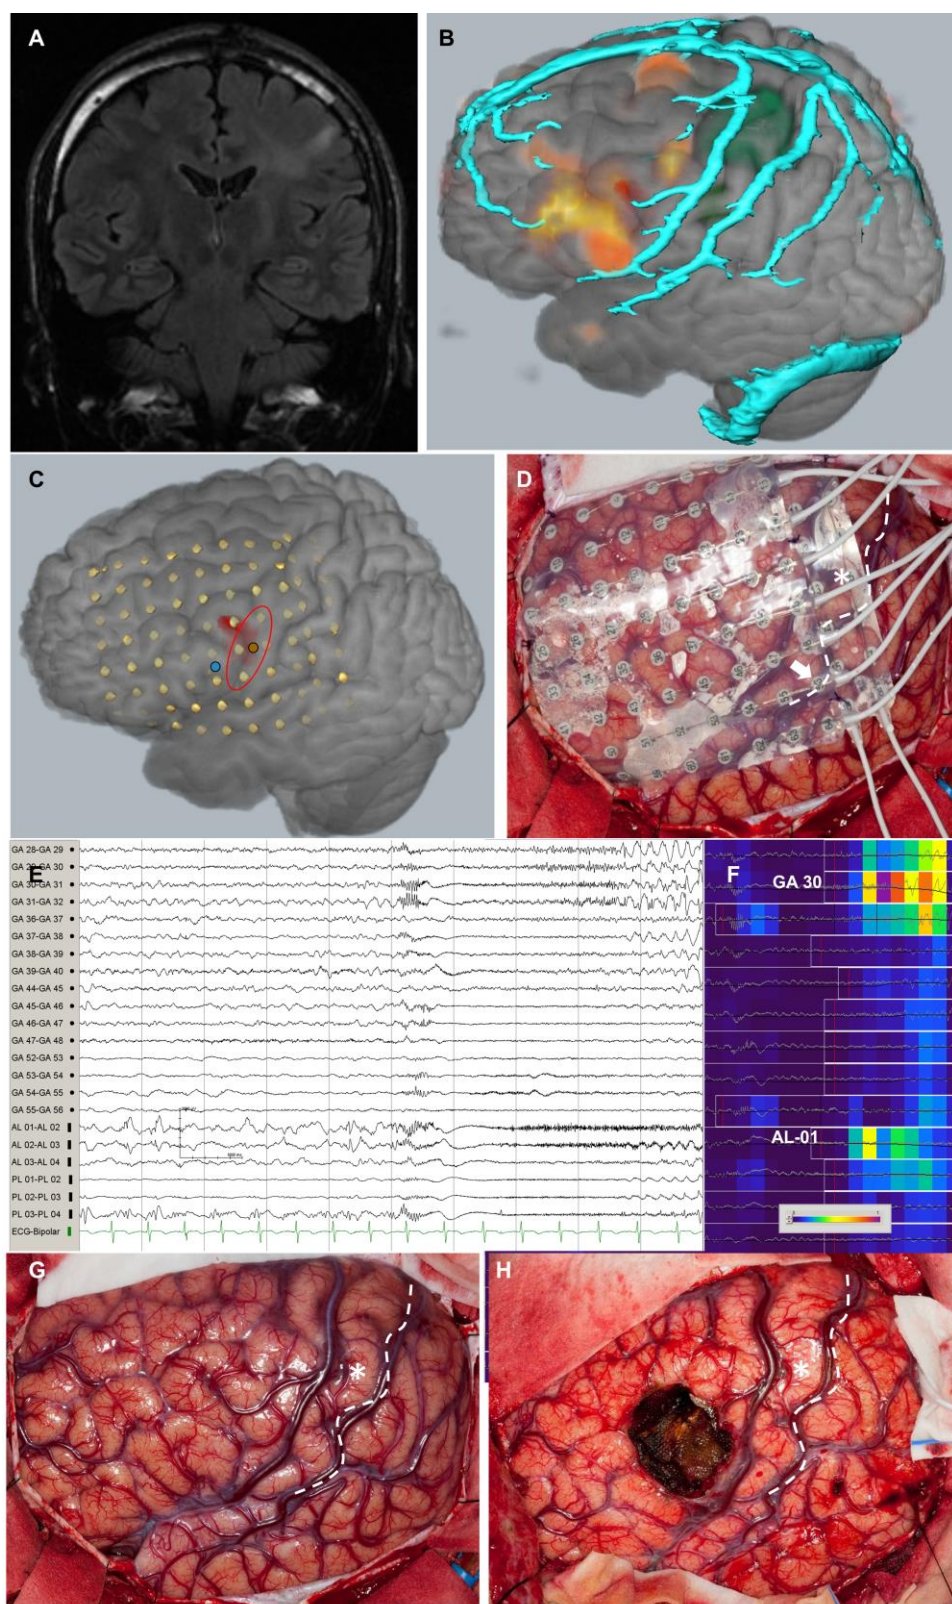 A
B
C
D
E
GA 28-GA 29
GA 29-GA 30
GA 30-GA 31
GA 31-GA 32
GA 36-GA 37
GA 37-GA 38
GA 38-GA 39
GA 39-GA 40
GA 44-GA 45
GA 45-GA 46
GA 46-GA 47
GA 47-GA 48
GA 52-GA 53
GA 53-GA 54
GA 54-GA 55
GA 55-GA 56
AL 01-AL 02
AL 02-AL 03
AL 03-AL 04
PL 01-PL 02
PL 02-PL 03
PL 03-PL 04
ECG-Bipolar
F
GA 30
AL-01
G
*
H
*